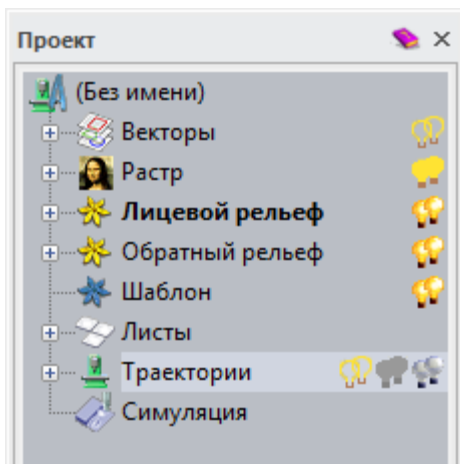 Проект
(Без имени)
Векторы
Растр
Лицевой рельеф
Обратный рельеф
Шаблон
Листы
Траектории
Симуляция